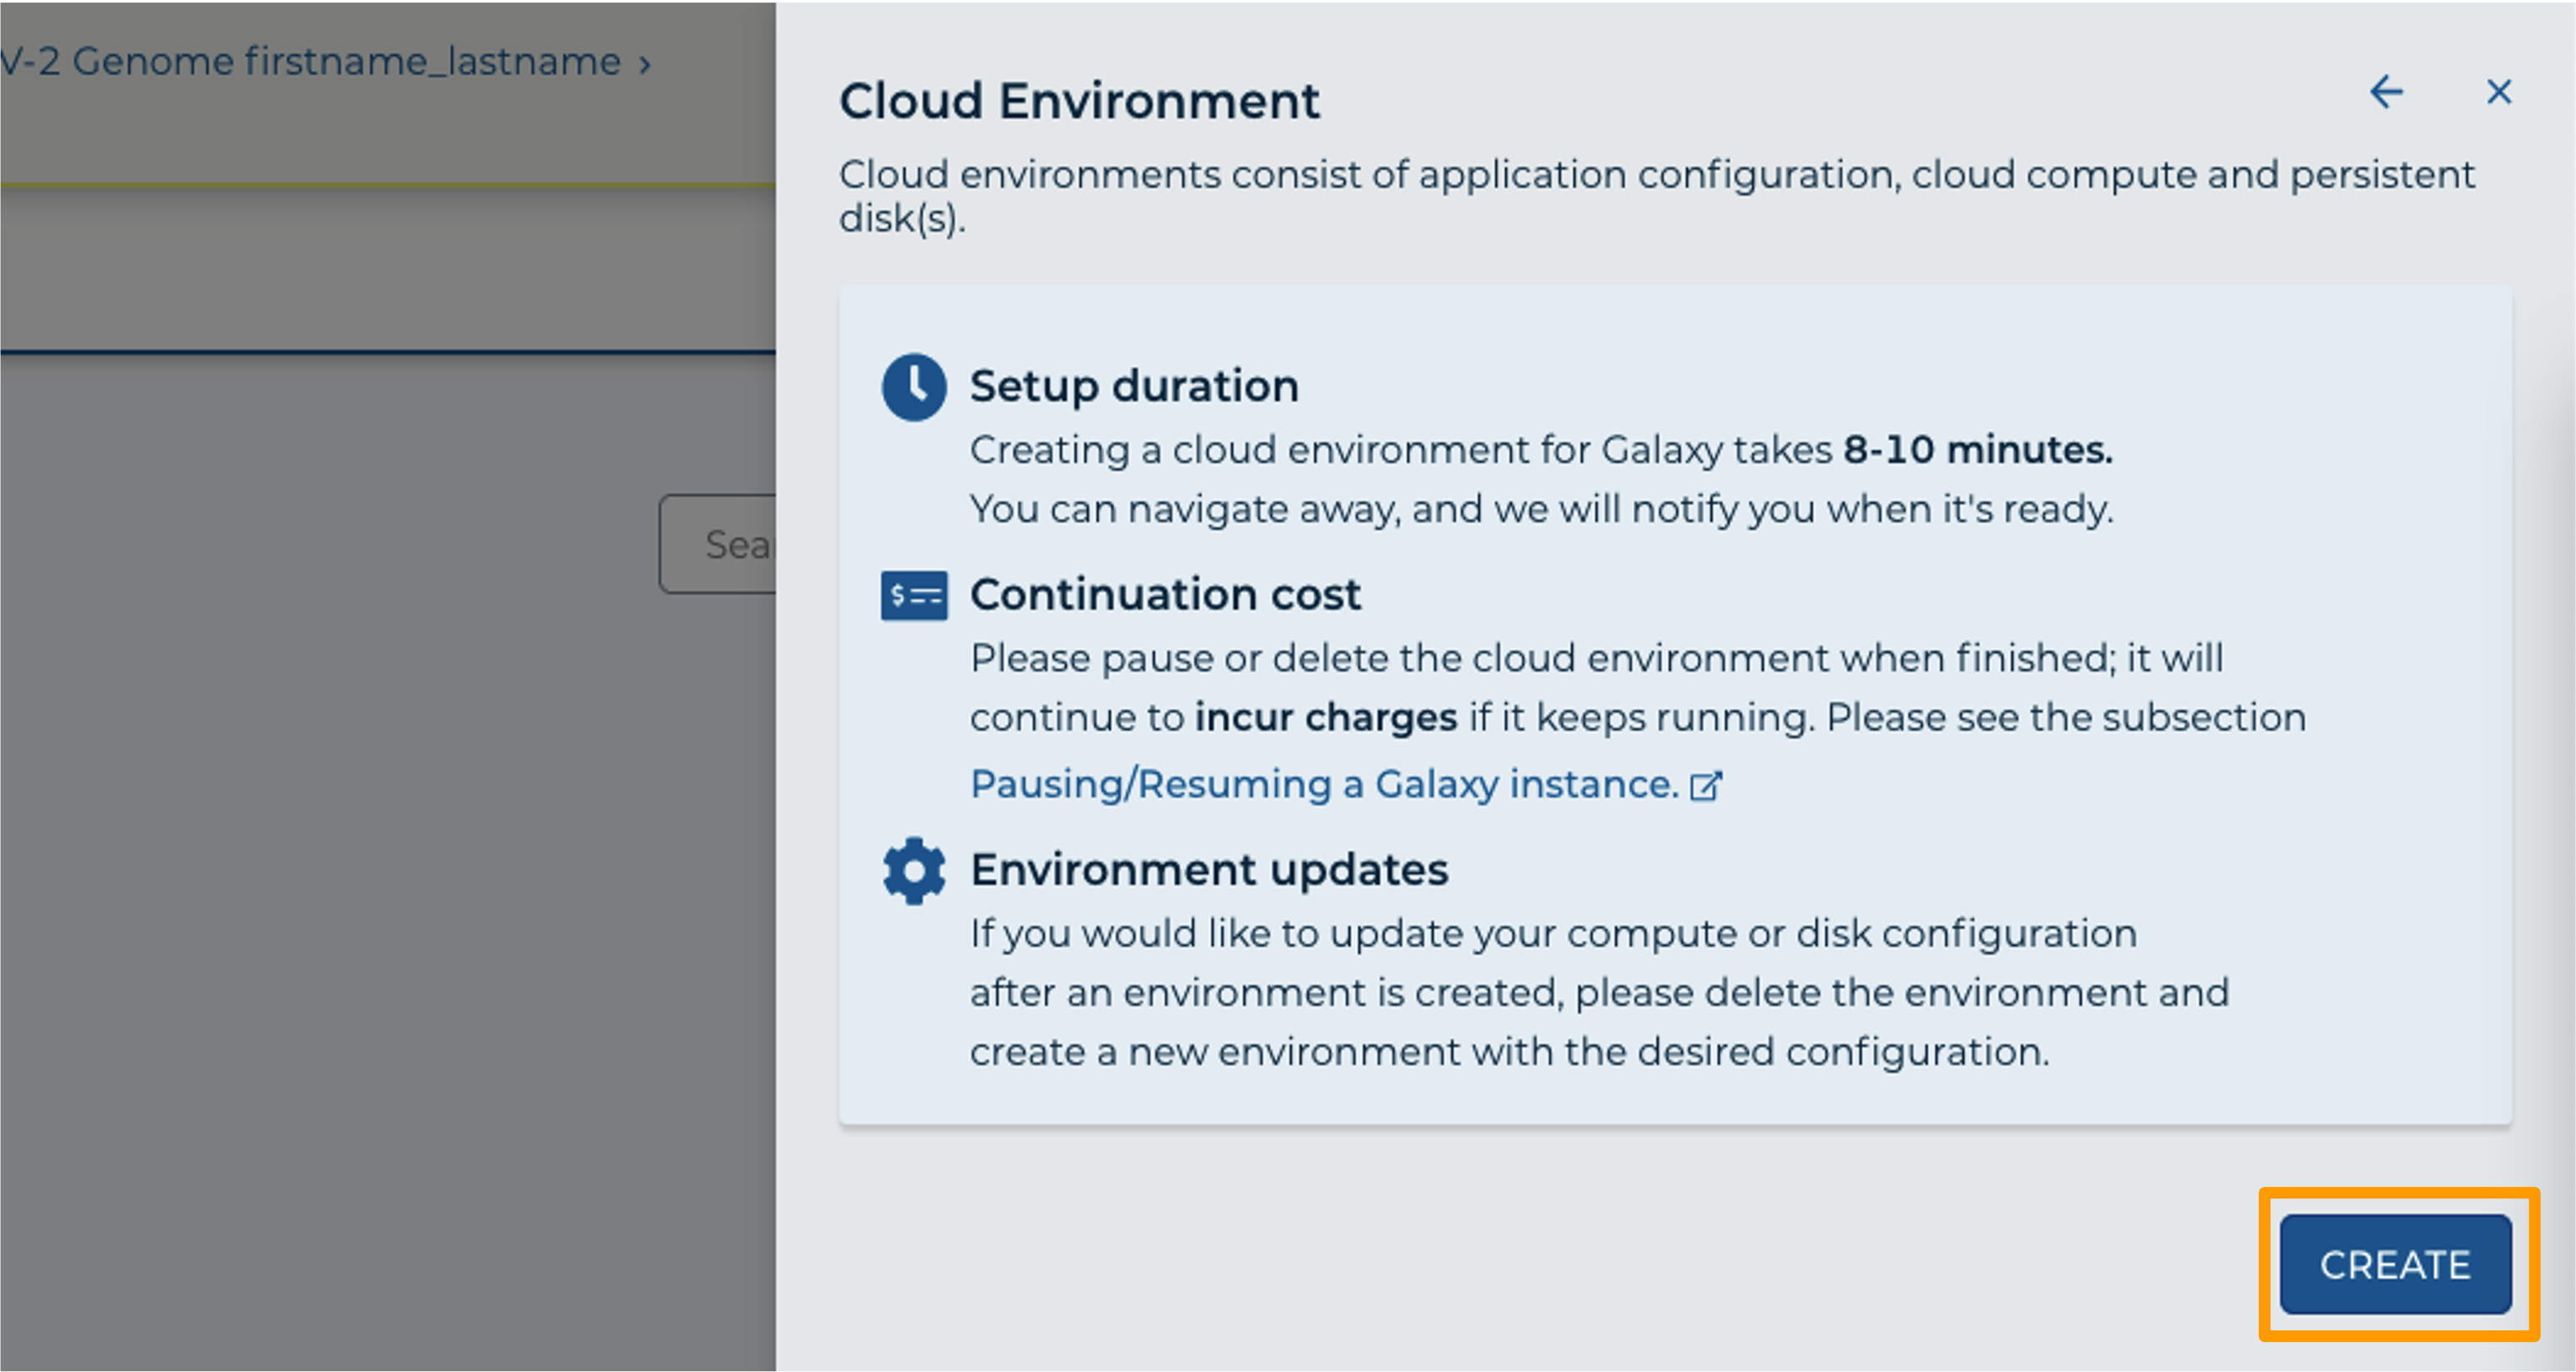 V-2 Genome firstname_lastname ›
Cloud Environment
Cloud environments consist of application configuration, cloud compute and persistent
disk(s).
Setup duration
Creating a cloud environment for Galaxy takes 8-10 minutes.
You can navigate away, and we will notify you when it's ready.
Sea
$
Continuation cost
Please pause or delete the cloud environment when finished; it will
continue to incur charges if it keeps running. Please see the subsection
Pausing/Resuming a Galaxy instance.
Environment updates
If you would like to update your compute or disk configuration
after an environment is created, please delete the environment and
create a new environment with the desired configuration.
CREATE